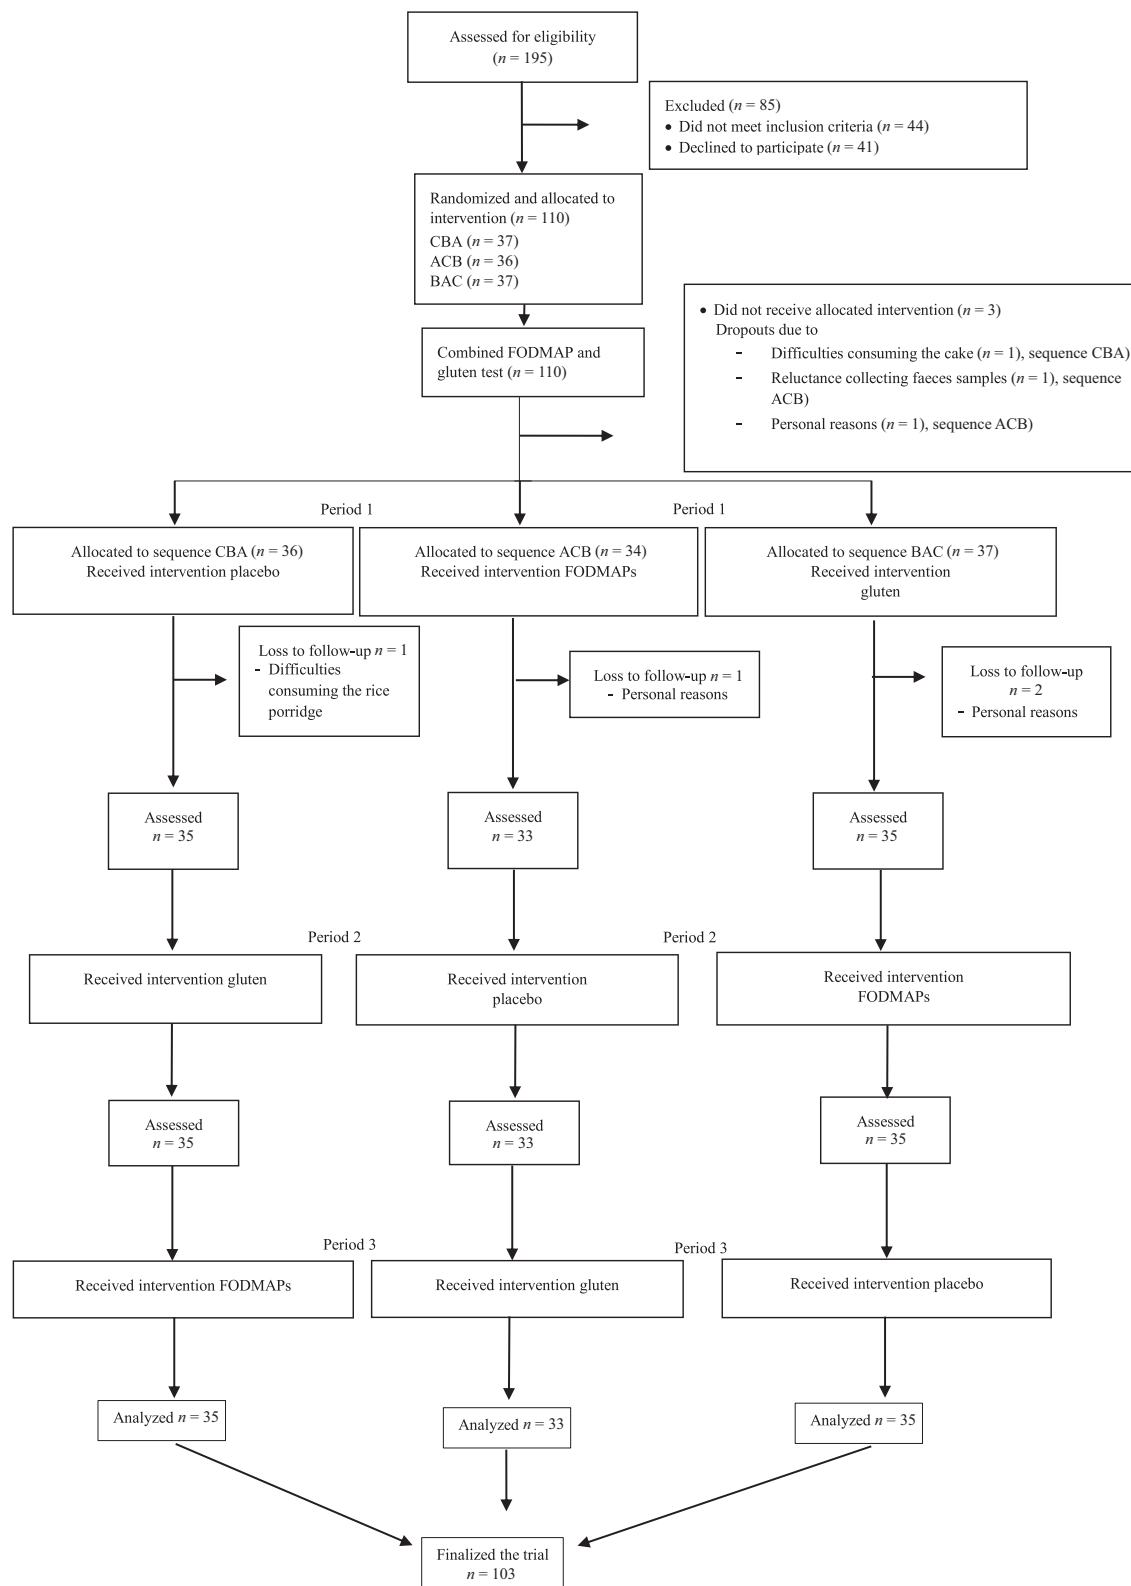 Assessed for eligibility
(n = 195)
Excluded (n = 85)
• Did not meet inclusion criteria (n = 44)
• Declined to participate (n = 41)
Randomized and allocated to
intervention (n = 110)
CBA (n = 37)
ACB (n = 36)
BAC (n = 37)
• Did not receive allocated intervention (n = 3)
Dropouts due to
- Difficulties consuming the cake (n = 1), sequence CBA)
- Reluctance collecting faeces samples (n = 1), sequence
ACB)
- Personal reasons (n = 1), sequence ACB)
Combined FODMAP and
gluten test (n = 110)
Period 1
Period 1
Allocated to sequence CBA (n = 36)
Received intervention placebo
Allocated to sequence ACB (n = 34)
Received intervention FODMAPs
Allocated to sequence BAC (n = 37)
Received intervention
gluten
Loss to follow-up n = 1
- Difficulties
consuming the rice
porridge
Loss to follow-up n = 1
- Personal reasons
Loss to follow-up
n = 2
- Personal reasons
Assessed
n = 35
Assessed
n = 33
Assessed
n = 35
Period 2
Period 2
Received intervention gluten
Received intervention
placebo
Received intervention
FODMAPs
Assessed
n = 35
Assessed
n = 33
Assessed
n = 35
Period 3
Period 3
Received intervention FODMAPs
Received intervention gluten
Received intervention placebo
Analyzed n = 35
Analyzed n = 33
Analyzed n = 35
Finalized the trial
n = 103